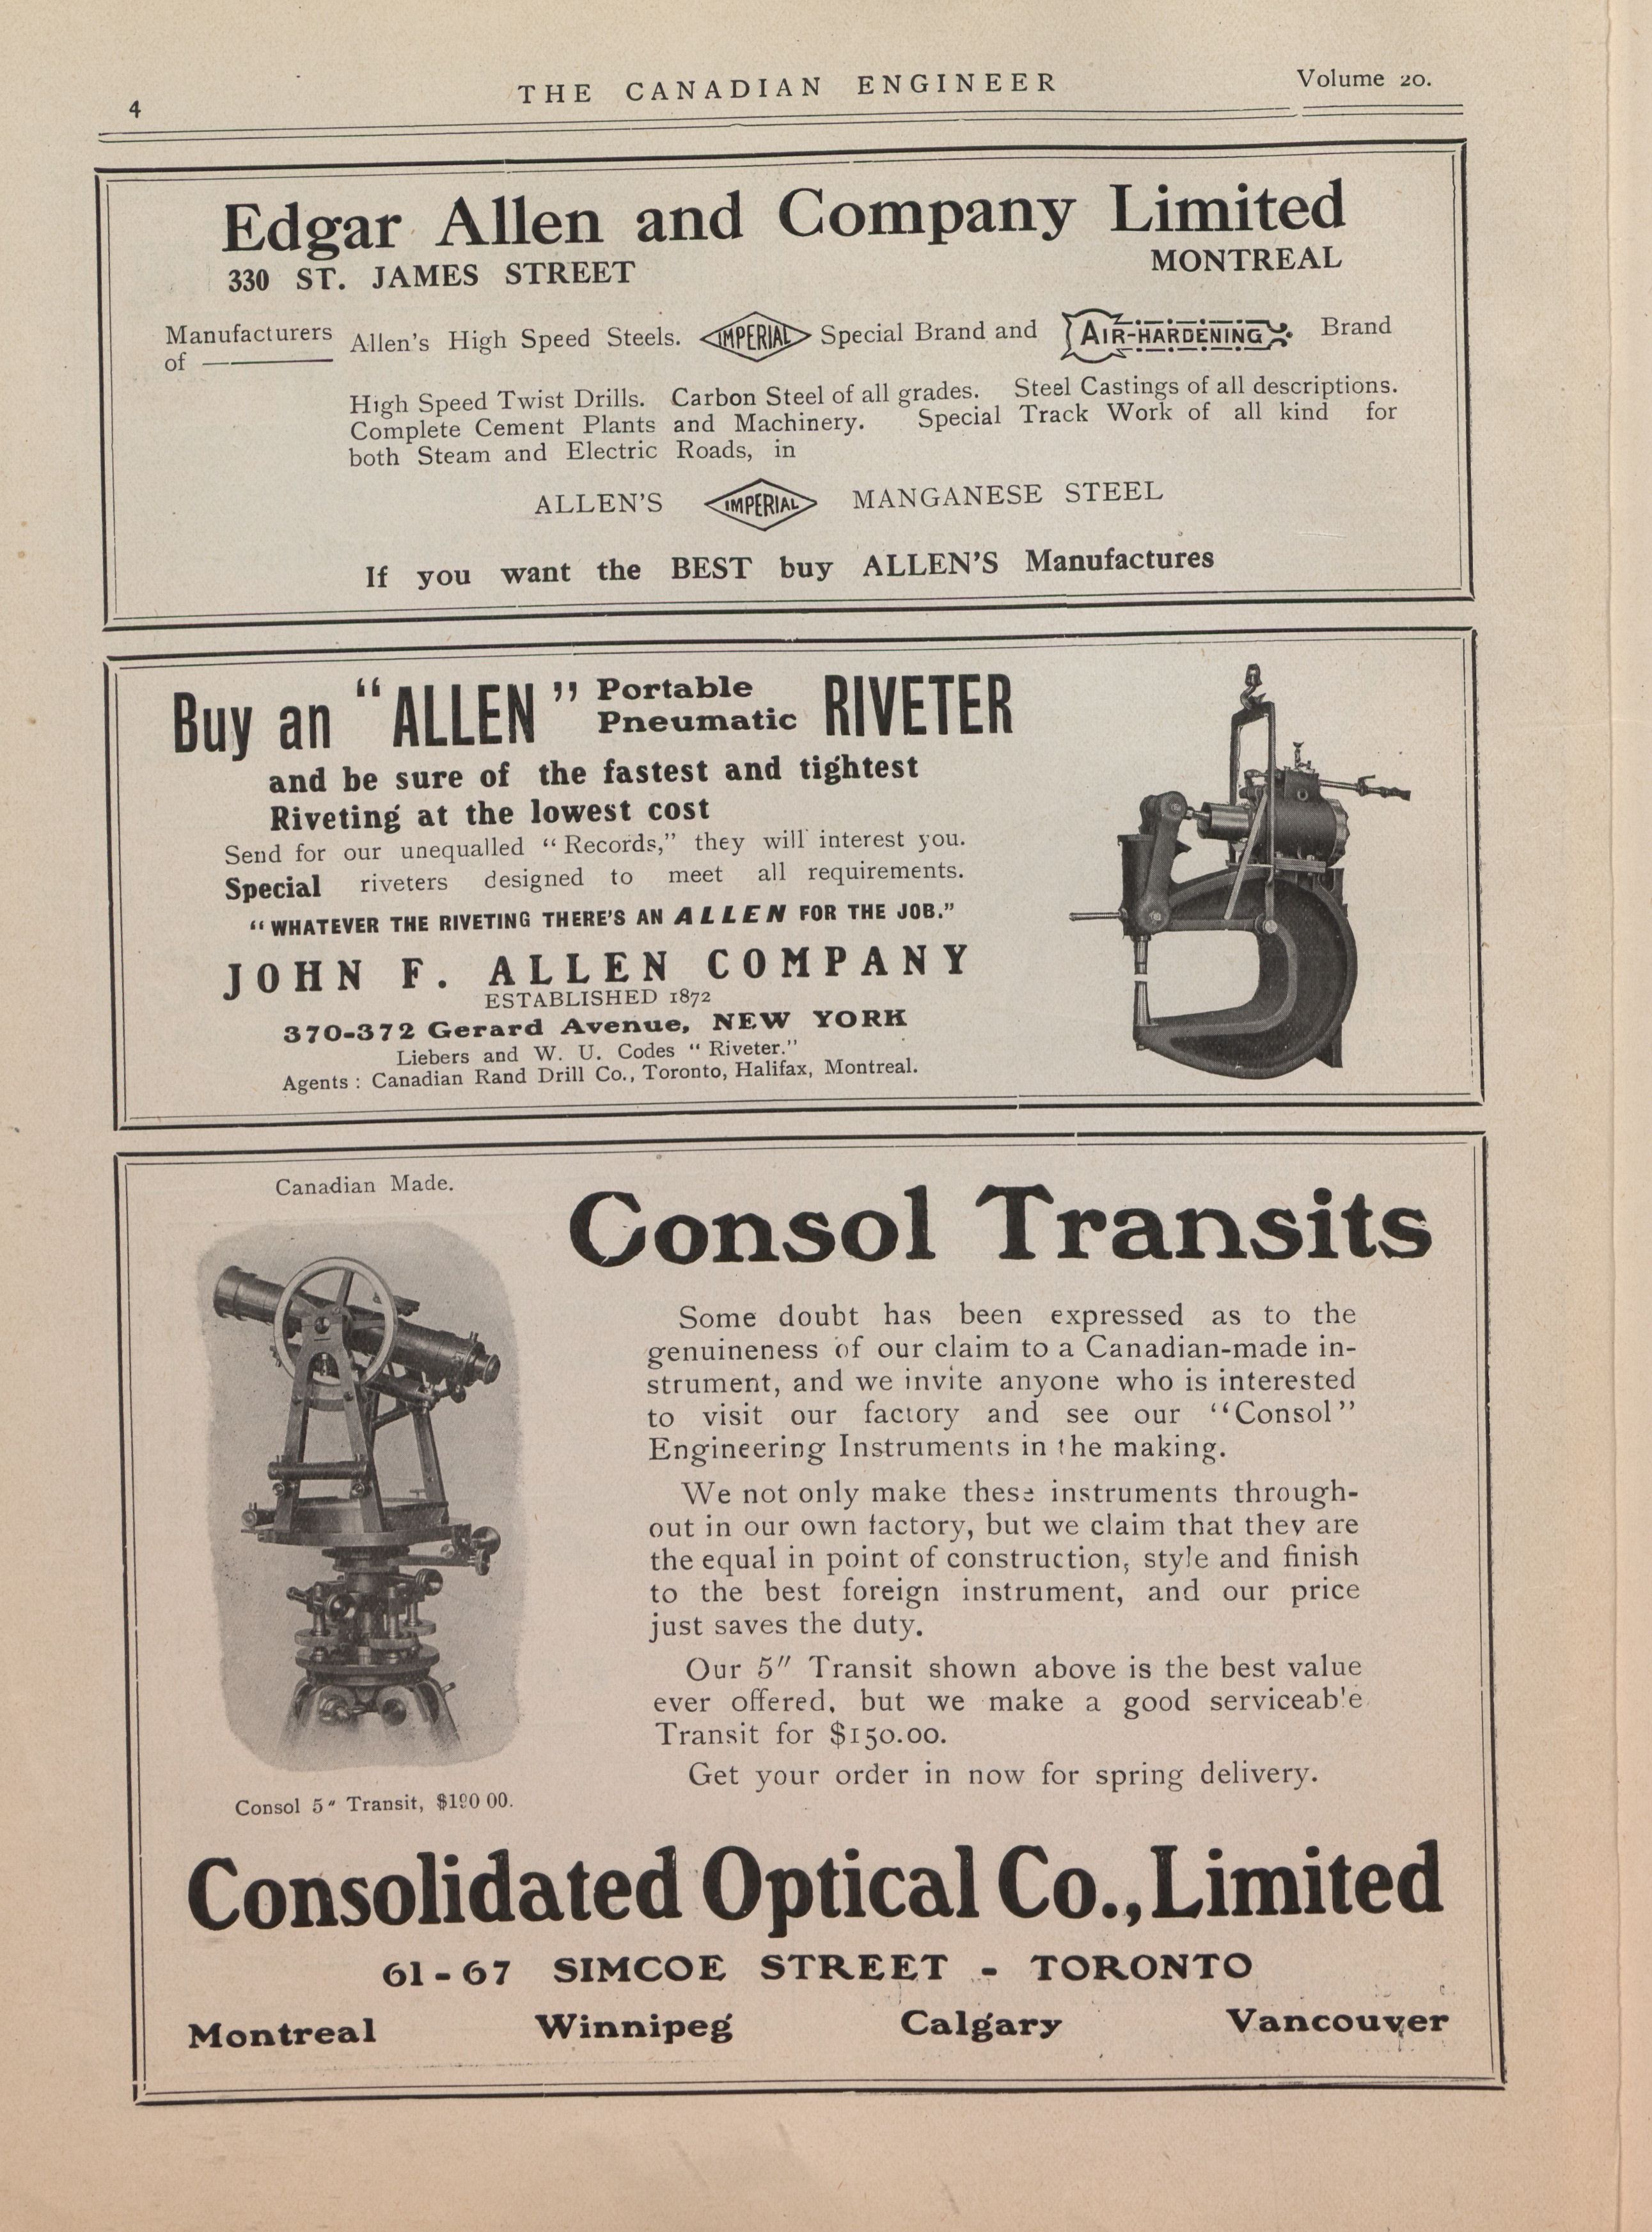 4
THE CANADIAN ENGINEER
Volume 20.
Edgar Allen and Company Limited
330 ST. JAMES STREET MONTREAL
Manufacturers of
Allen's High Speed Steels. IMPERIAL Special Brand and AIR-HARDENING Brand
High Speed Twist Drills. Carbon Steel of all grades. Steel Castings of all descriptions.
Complete Cement Plants and Machinery. Special Track Work of all kind for
both Steam and Electric Roads, in
ALLEN'S IMPERIAL MANGANESE STEEL
If you want the BEST buy ALLEN'S Manufactures
Buy an "ALLEN" Portable Pneumatic RIVETER
and be sure of the fastest and tightest
Riveting at the lowest cost
Send for our unequalled "Records," they will interest you.
Special riveters designed to meet all requirements.
"WHATEVER THE RIVETING THERE'S AN ALLEN FOR THE JOB."
JOHN F. ALLEN COMPANY
ESTABLISHED 1872
370-372 Gerard Avenue, NEW YORK
Liebers and W. U. Codes "Riveter."
Agents: Canadian Rand Drill Co., Toronto, Halifax, Montreal.
Canadian Made.
Consol Transits
Some doubt has been expressed as to the
genuineness of our claim to a Canadian-made in-
strument, and we invite anyone who is interested
to visit our factory and see our "Consol"
Engineering Instruments in the making.
We not only make these instruments through-
out in our own factory, but we claim that they are
the equal in point of construction, style and finish
to the best foreign instrument, and our price
just saves the duty.
Our 5" Transit shown above is the best value
ever offered, but we make a good serviceable
Transit for $150.00.
Get your order in now for spring delivery.
Consol 5" Transit,
Consolidated Optical Co., Limited
61-67 SIMCOE STREET - TORONTO
Montreal Winnipeg Calgary Vancouver